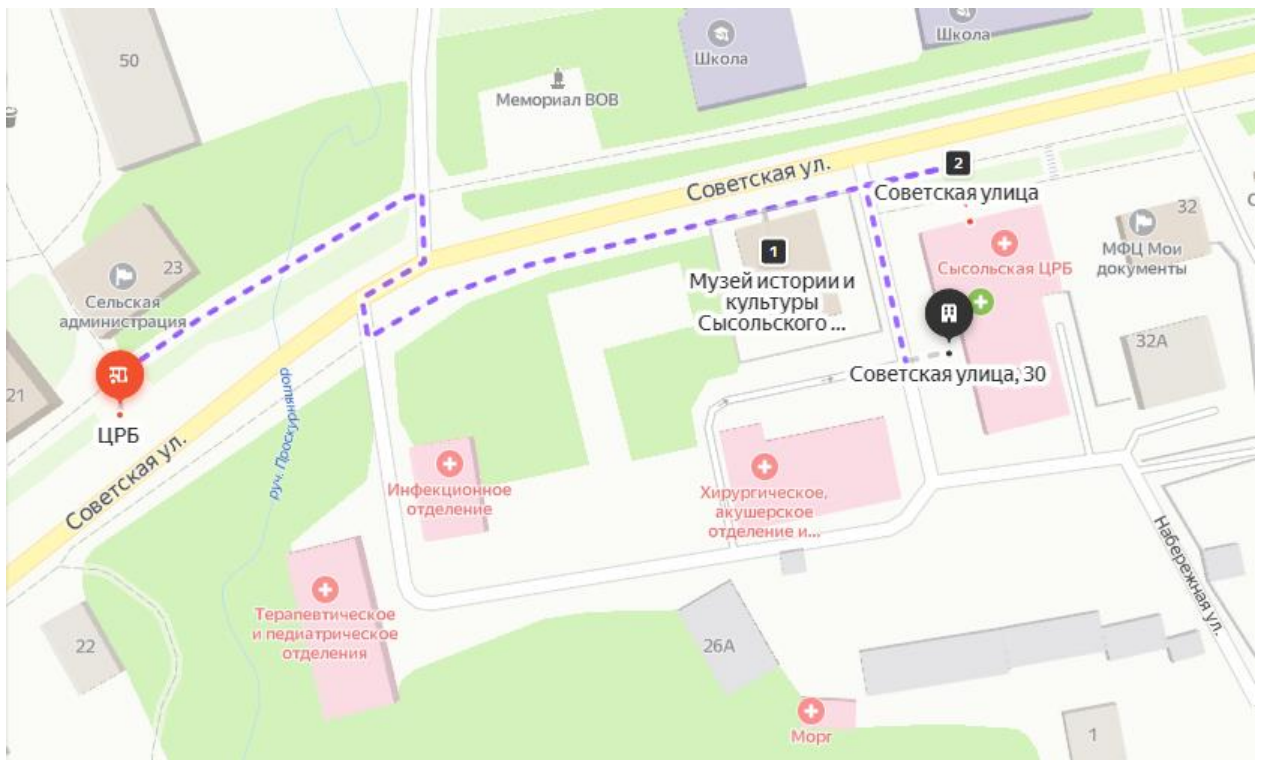 50
Школа
Школа
Мемориал ВОВ
Советская ул.
2
Советская улица
32
МФЦ Мои
документы
Сысольская ЦРБ
1
Музей истории и
культуры
Сысольского ...
23
Сельская
администрация
32А
Советская улица, 30
21
ЦРБ
руч. Проскурняшор
Советская ул.
Инфекционное
отделение
Хирургическое,
акушерское
отделение и...
Набережная ул.
Терапевтическое
и педиатрическое
отделения
22
26А
Морг
1